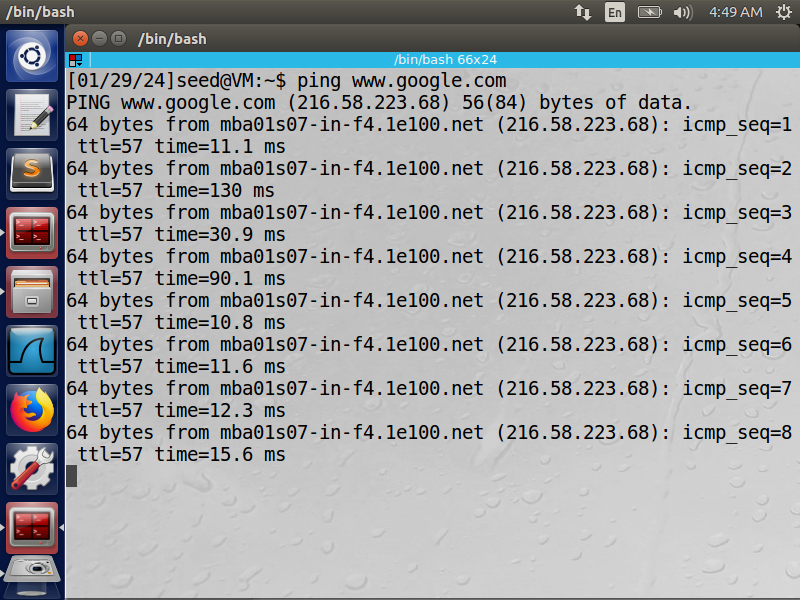 /bin/bash
En
4:49 AM
/bin/bash
/bin/bash 66x24
[01/29/24]seed@VM:~$ ping www.google.com
PING www.google.com (216.58.223.68) 56(84) bytes of data.
64 bytes from mba01s07-in-f4.1e100.net (216.58.223.68): icmp_seq=1
ttl=57 time=11.1 ms
64 bytes from mba01s07-in-f4.1e100.net (216.58.223.68): icmp_seq=2
ttl=57 time=130 ms
64 bytes from mba01s07-in-f4.1e100.net (216.58.223.68): icmp_seq=3
ttl=57 time=30.9 ms
64 bytes from mba01s07-in-f4.1e100.net (216.58.223.68): icmp_seq=4
ttl=57 time=90.1 ms
64 bytes from mba01s07-in-f4.1e100.net (216.58.223.68): icmp_seq=5
ttl=57 time=10.8 ms
64 bytes from mba01s07-in-f4.1e100.net (216.58.223.68): icmp_seq=6
ttl=57 time=11.6 ms
64 bytes from mba01s07-in-f4.1e100.net (216.58.223.68): icmp_seq=7
ttl=57 time=12.3 ms
64 bytes from mba01s07-in-f4.1e100.net (216.58.223.68): icmp_seq=8
ttl=57 time=15.6 ms